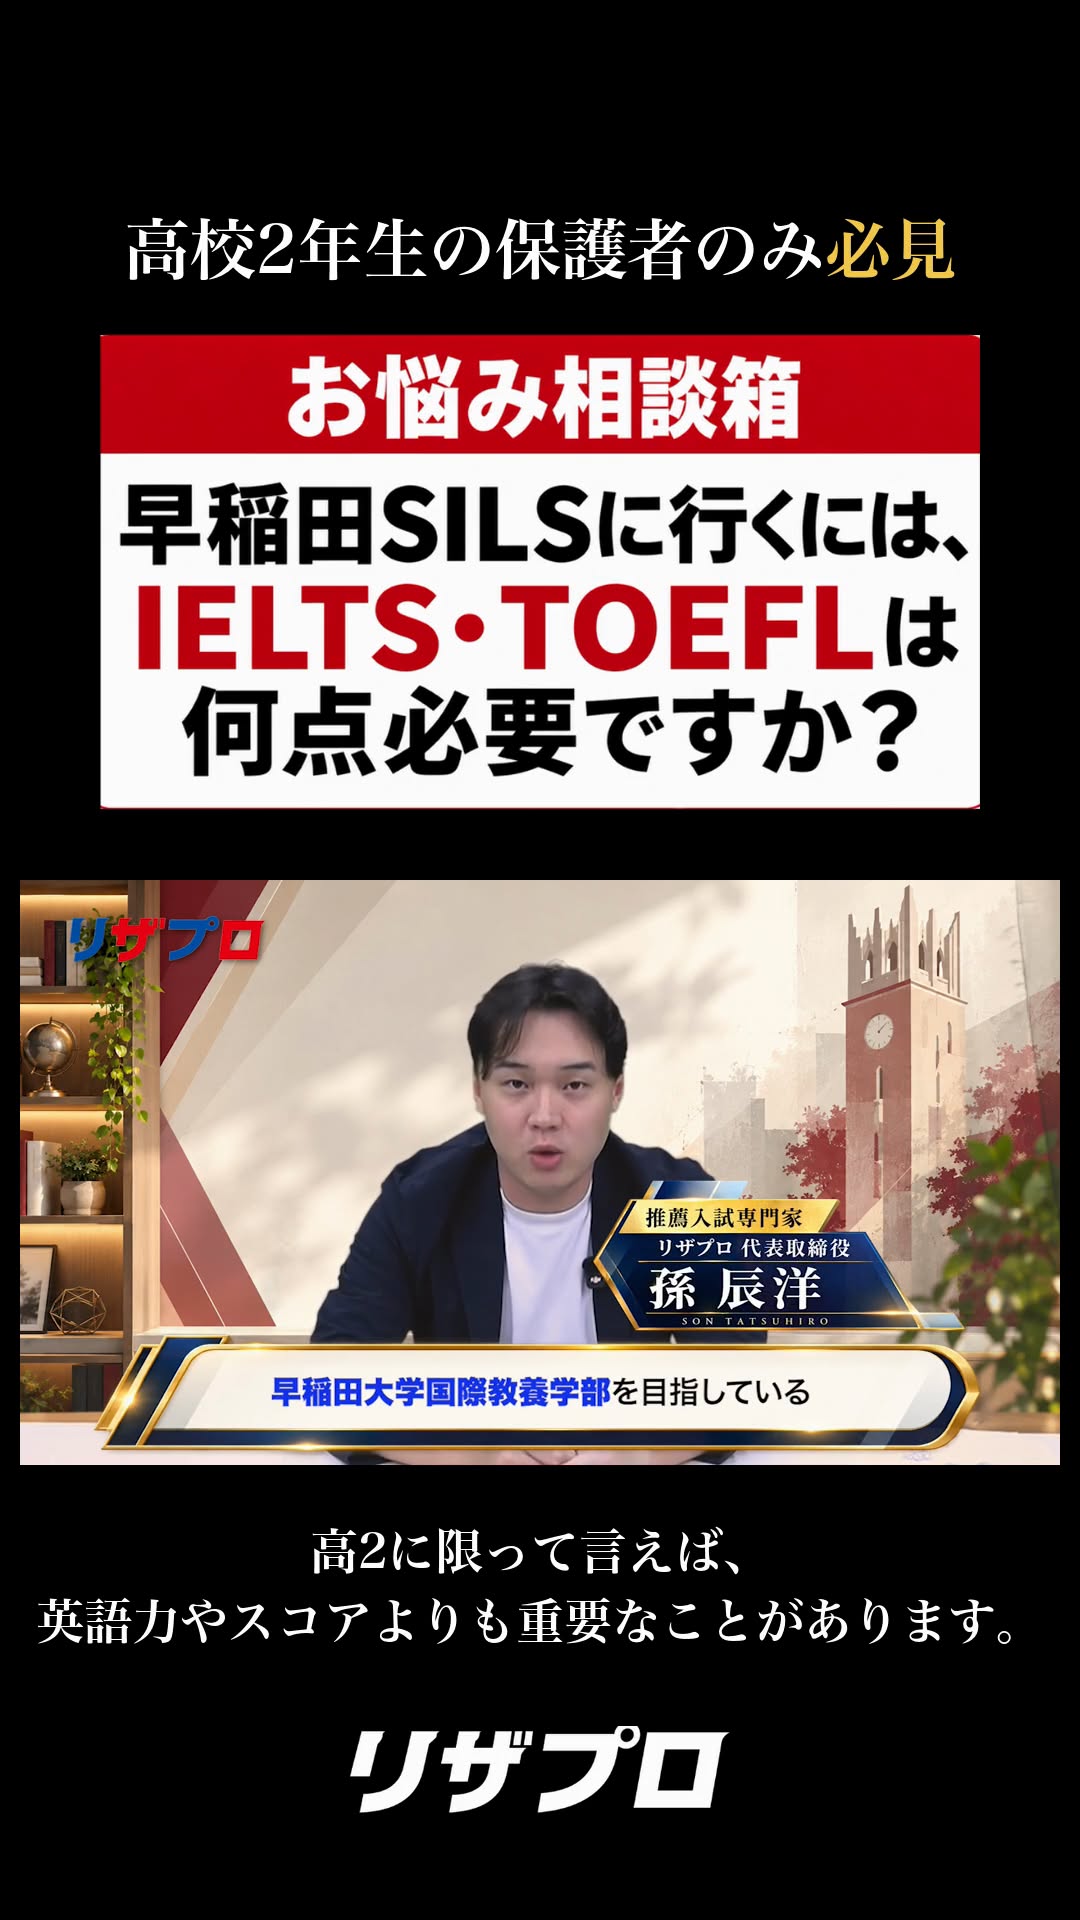 高校2年生の保護者のみ必見
お悩み相談箱
早稲田SILSに行くには、
IELTS・TOEFLは
何点必要ですか？
リザプロ
推薦入試専門家
リザプロ 代表取締役
孫 辰洋
SON TATSUHIRO
早稲田大学国際教養学部を目指している
高2に限って言えば、
英語力やスコアよりも重要なことがあります。
リザプロ